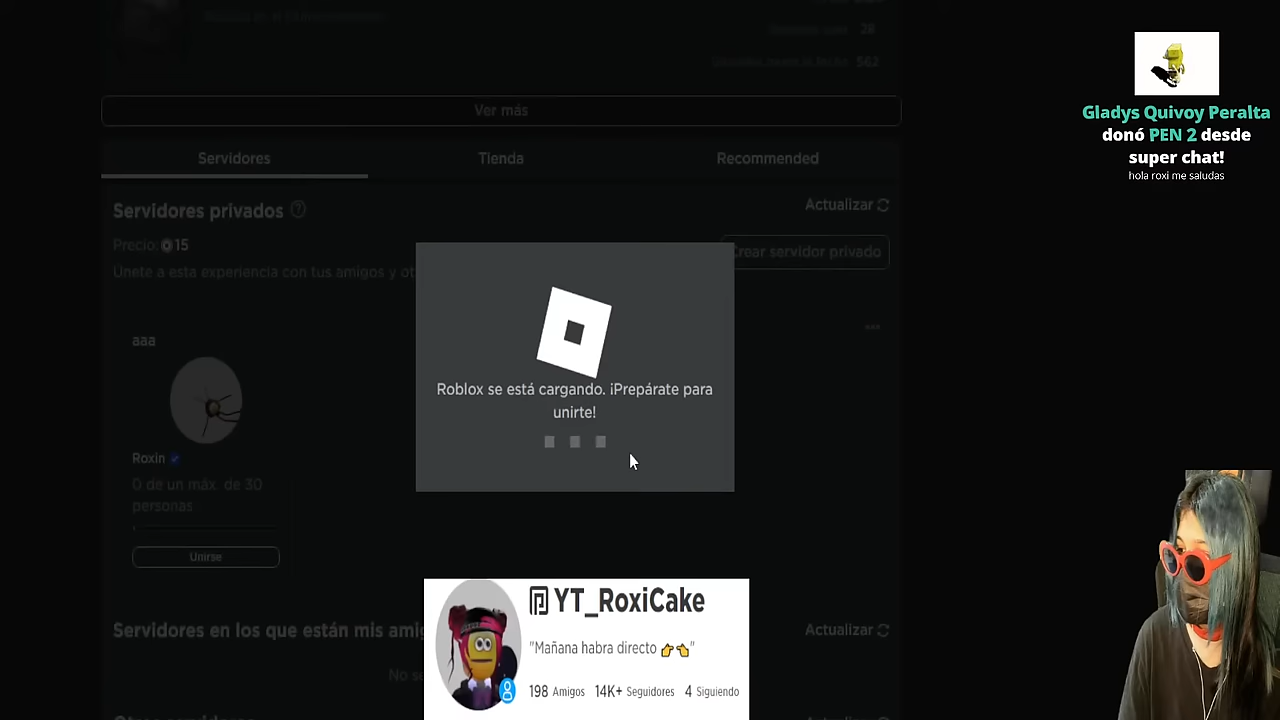 28
562
Ver más
Servidores
Tienda
Recommended
Servidores privados
Actualizar
Precio: 15
Crear servidor privado
Únete a esta experiencia con tus amigos y ot
aaa
Roxin
0 de un máx. de 30
personas
Unirse
Roblox se está cargando. ¡Prepárate para
unirte!
Servidores en los que están mis ami
Actualizar
YT_RoxiCake
"Mañana habra directo 👉👈"
198 Amigos 14K+ Seguidores 4 Siguiendo
Gladys Quivoy Peralta
donó PEN 2 desde
super chat!
hola roxi me saludas